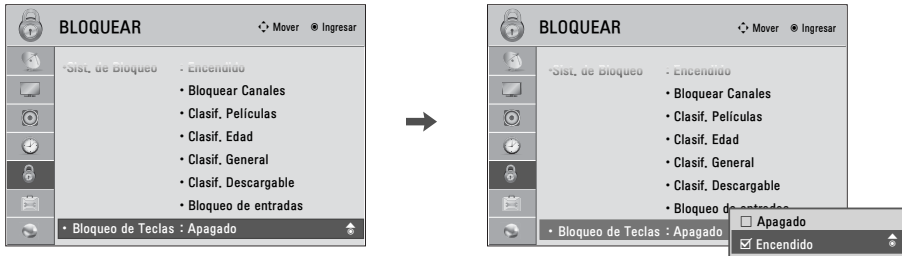 BLOQUEAR
Mover
Ingresar
•Sist. de Bloqueo : Encendido
• Bloquear Canales
• Clasif. Películas
• Clasif. Edad
• Clasif. General
• Clasif. Descargable
• Bloqueo de entradas
• Bloqueo de Teclas : Apagado
BLOQUEAR
Mover
Ingresar
•Sist. de Bloqueo : Encendido
• Bloquear Canales
• Clasif. Películas
• Clasif. Edad
• Clasif. General
• Clasif. Descargable
• Bloqueo de entradas
• Bloqueo de Teclas : Apagado
Apagado
Encendido